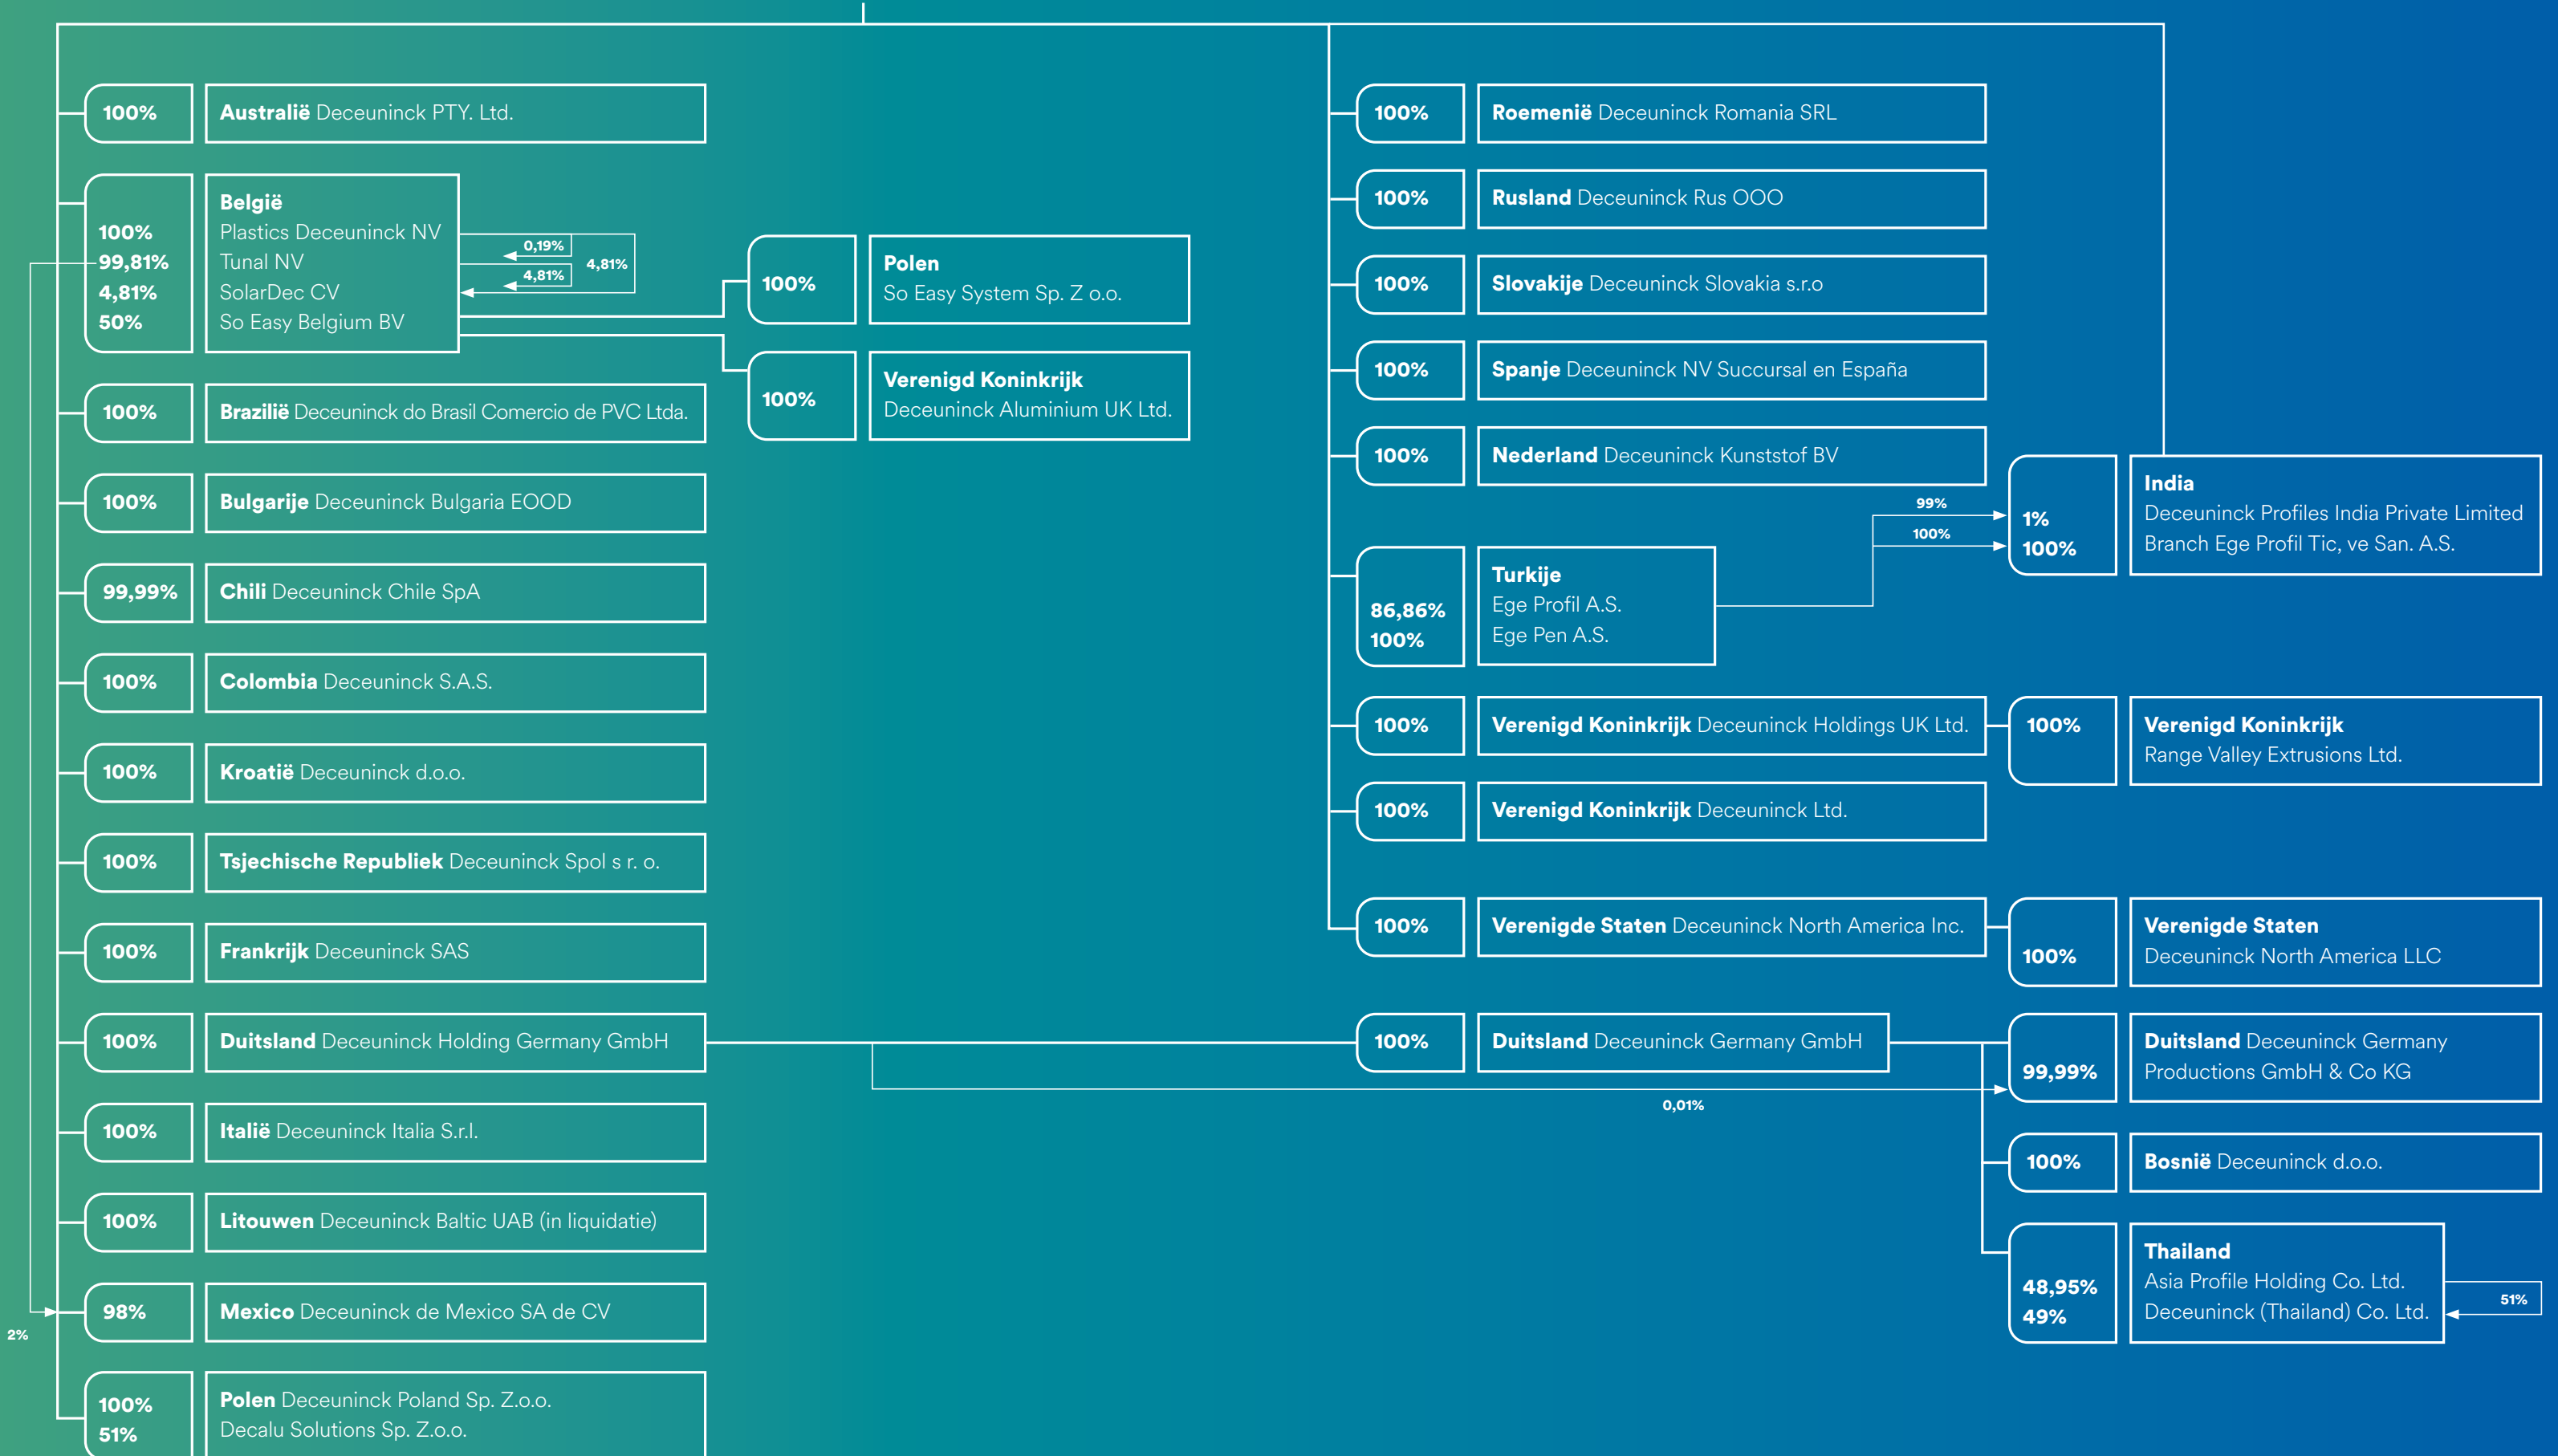 100%
Australië Deceuninck PTY. Ltd.
100%
99,81%
4,81%
50%
België
Plastics Deceuninck NV
Tunal NV
SolarDec CV
So Easy Belgium BV
0,19%
4,81%
4,81%
100%
Polen
So Easy System Sp. Z o.o.
100%
Verenigd Koninkrijk
Deceuninck Aluminium UK Ltd.
100%
Brazilië Deceuninck do Brasil Comercio de PVC Ltda.
100%
Bulgarije Deceuninck Bulgaria EOOD
99,99%
Chili Deceuninck Chile SpA
100%
Colombia Deceuninck S.A.S.
100%
Kroatië Deceuninck d.o.o.
100%
Tsjechische Republiek Deceuninck Spol s r. o.
100%
Frankrijk Deceuninck SAS
100%
Duitsland Deceuninck Holding Germany GmbH
100%
Italië Deceuninck Italia S.r.l.
100%
Litouwen Deceuninck Baltic UAB (in liquidatie)
98%
Mexico Deceuninck de Mexico SA de CV
2%
100%
51%
Polen Deceuninck Poland Sp. Z.o.o.
Decalu Solutions Sp. Z.o.o.
100%
Roemenië Deceuninck Romania SRL
100%
Rusland Deceuninck Rus OOO
100%
Slovakije Deceuninck Slovakia s.r.o
100%
Spanje Deceuninck NV Succursal en España
100%
Nederland Deceuninck Kunststof BV
86,86%
100%
Turkije
Ege Profil A.S.
Ege Pen A.S.
99%
100%
1%
100%
India
Deceuninck Profiles India Private Limited
Branch Ege Profil Tic, ve San. A.S.
100%
Verenigd Koninkrijk Deceuninck Holdings UK Ltd.
100%
Verenigd Koninkrijk
Range Valley Extrusions Ltd.
100%
Verenigd Koninkrijk Deceuninck Ltd.
100%
Verenigde Staten Deceuninck North America Inc.
100%
Verenigde Staten
Deceuninck North America LLC
100%
Duitsland Deceuninck Germany GmbH
0,01%
99,99%
Duitsland Deceuninck Germany
Productions GmbH & Co KG
100%
Bosnië Deceuninck d.o.o.
48,95%
49%
Thailand
Asia Profile Holding Co. Ltd.
Deceuninck (Thailand) Co. Ltd.
51%